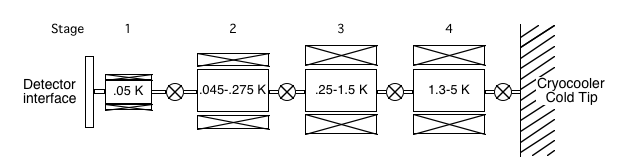 Stage 1 2 3 4
Detector
interface
.05 K
.045-.275 K
.25-1.5 K
1.3-5 K
Cryocooler
Cold Tip